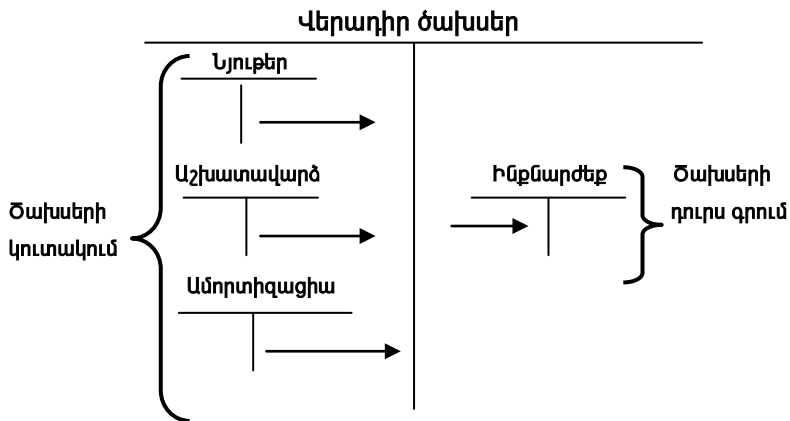 Վերադիր ծախսեր
Նյութեր
Աշխատավարձ
Ինքնարժեք
Ծախսերի
դուրս գրում
Ծախսերի
կուտակում
Ամորտիզացիա